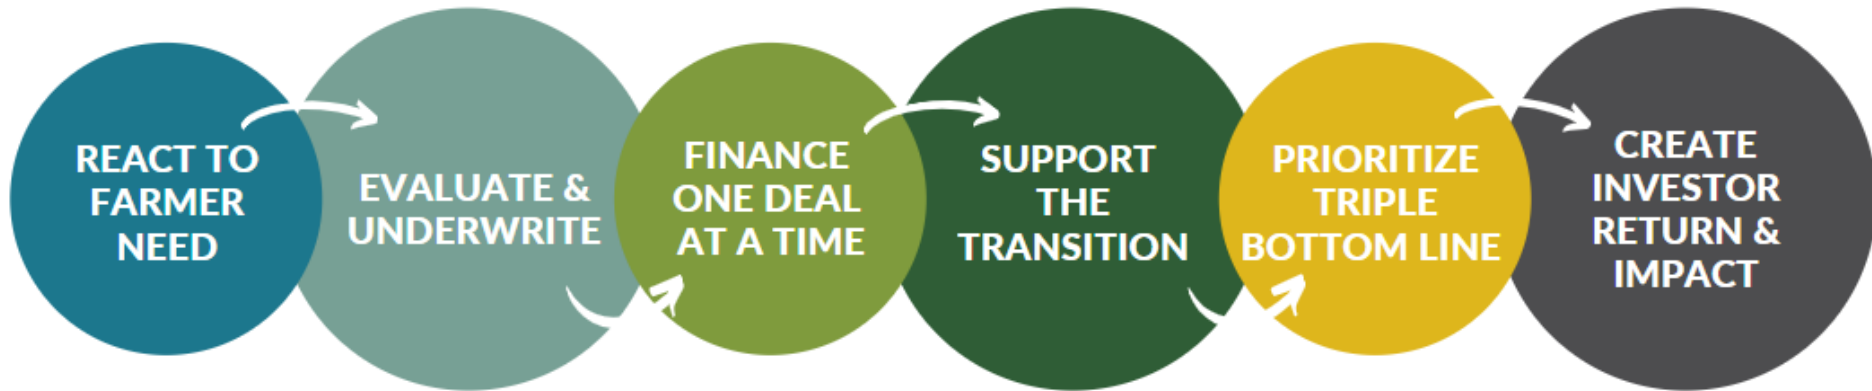 REACT TO
FARMER
NEED
EVALUATE &
UNDERWRITE
FINANCE
ONE DEAL
AT A TIME
SUPPORT
THE
TRANSITION
PRIORITIZE
TRIPLE
BOTTOM LINE
CREATE
INVESTOR
RETURN &
IMPACT